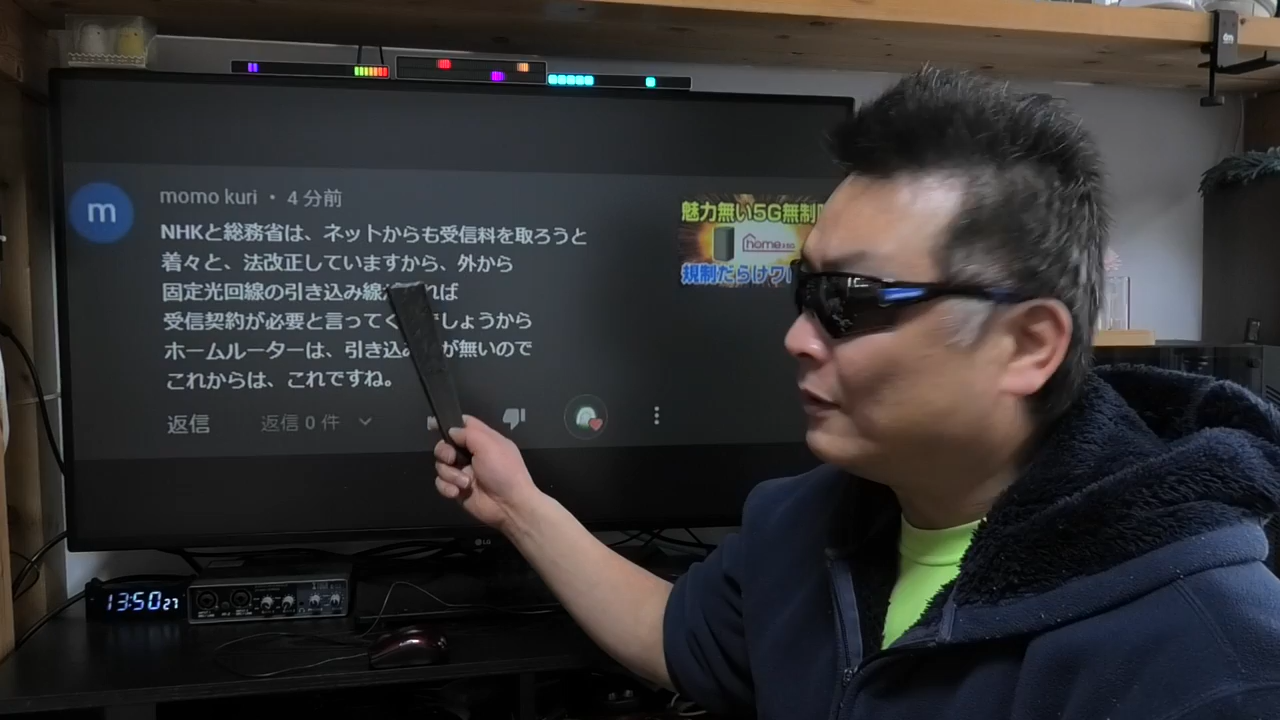 momo kuri ・ 4 分前
NHKと総務省は、ネットからも受信料を取ろうと
着々と、法改正していますから、外から
固定光回線の引き込み線 れば
受信契約が必要と言ってく しょうから
ホームルーターは、引き込み が無いので
これからは、これですね。
返信 返信 0 件
魅力無い5G無制
home
規制だらけワ
LG
13:50 27